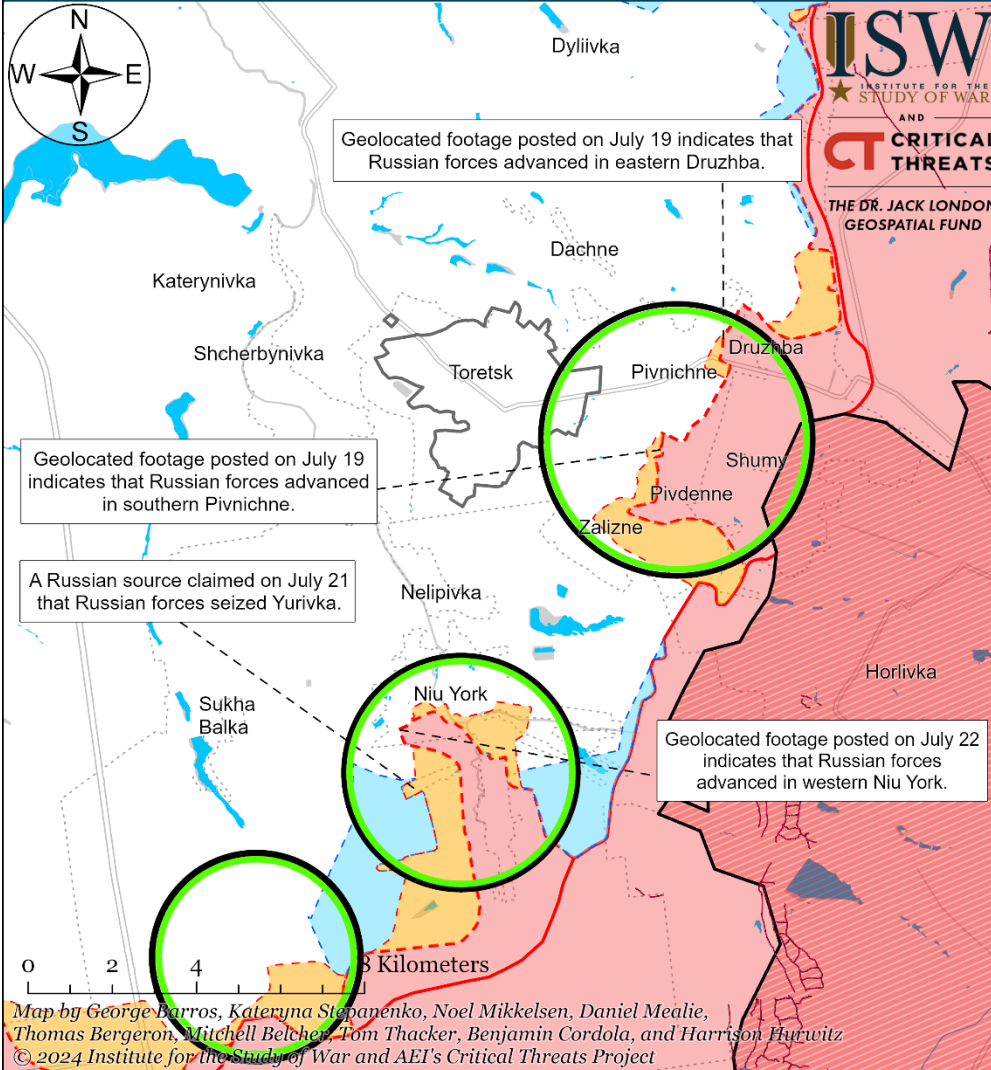 N
W
E
S
Dyliivka
ISW
INSTITUTE FOR THE
STUDY OF WAR
AND
CT CRITICAL
THREATS
THE DR. JACK LONDON
GEOSPATIAL FUND
Geolocated footage posted on July 19 indicates that
Russian forces advanced in eastern Druzhba.
Dachne
Katerynivka
Shcherbynivka
Toretsk
Pivnichne
Druzhba
Geolocated footage posted on July 19
indicates that Russian forces advanced
in southern Pivnichne.
Shumy
Pivdenne
Zalizne
A Russian source claimed on July 21
that Russian forces seized Yurivka.
Nelipivka
Horlivka
Niu York
Sukha
Balka
Geolocated footage posted on July 22
indicates that Russian forces
advanced in western Niu York.
0 2 4 8 Kilometers
Map by George Barros, Kateryna Stepanenko, Noel Mikkelsen, Daniel Mealie,
Thomas Bergeron, Mitchell Belcher, Tom Thacker, Benjamin Cordola, and Harrison Hurwitz
© 2024 Institute for the Study of War and AEI's Critical Threats Project